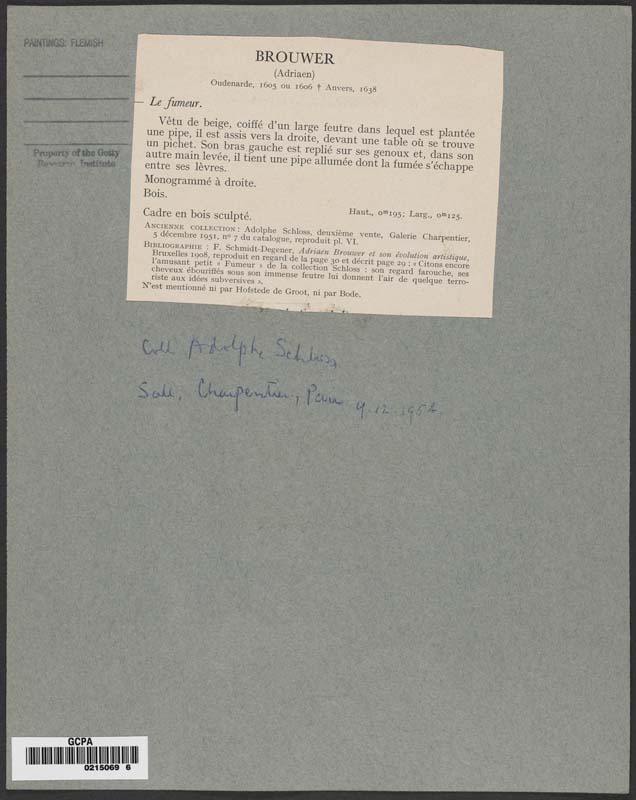 PAINTINGS: FLEMISH
Property of the Getty
Research Institute
BROUWER
(Adriaen)
Oudenarde, 1605 ou 1606 † Anvers, 1638
— Le fumeur.
Vêtu de beige, coiffé d'un large feutre dans lequel est plantée
une pipe, il est assis vers la droite, devant une table où se trouve
un pichet. Son bras gauche est replié sur ses genoux et, dans son
autre main levée, il tient une pipe allumée dont la fumée s'échappe
entre ses lèvres.
Monogrammé à droite.
Bois.
Haut., 0m195; Larg., 0m125.
Cadre en bois sculpté.
ANCIENNE COLLECTION : Adolphe Schloss, deuxième vente, Galerie Charpentier,
5 décembre 1951, n° 7 du catalogue, reproduit pl. VI.
BIBLIOGRAPHIE : F. Schmidt-Degener, Adriaen Brouwer et son évolution artistique,
Bruxelles 1908, reproduit en regard de la page 30 et décrit page 29 : « Citons encore
l'amusant petit « Fumeur » de la collection Schloss : son regard farouche, ses
cheveux ébouriffés sous son immense feutre lui donnent l'air de quelque terro-
riste aux idées subversives ».
N'est mentionné ni par Hofstede de Groot, ni par Bode.
Coll Adolphe Schloss
Sale, Charpentier, Paris 9.12.1952.
GCPA
0215069 6